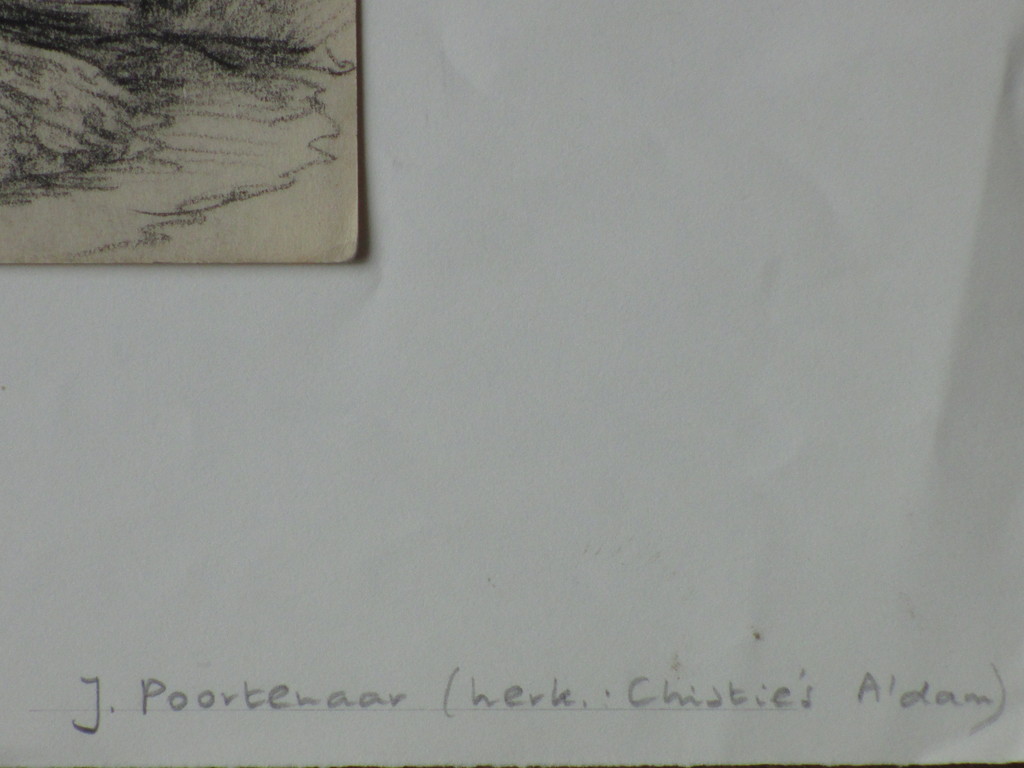 J. Poortenaar (herk. : Christie's A'dam)